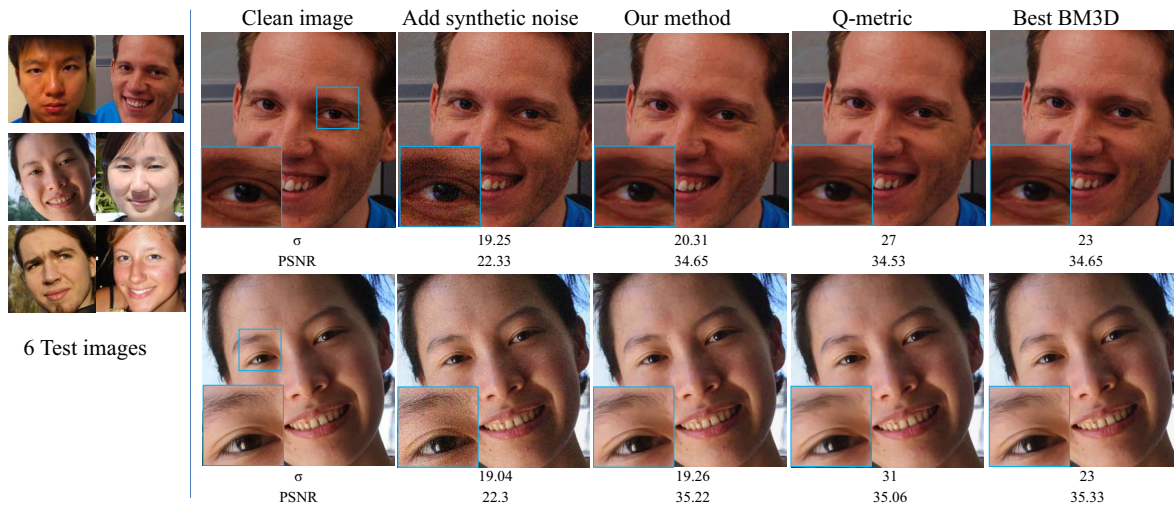 Clean image Add synthetic noise Our method Q-metric Best BM3D
σ 19.25 20.31 27 23
PSNR 22.33 34.65 34.53 34.65
6 Test images
σ 19.04 19.26 31 23
PSNR 22.3 35.22 35.06 35.33